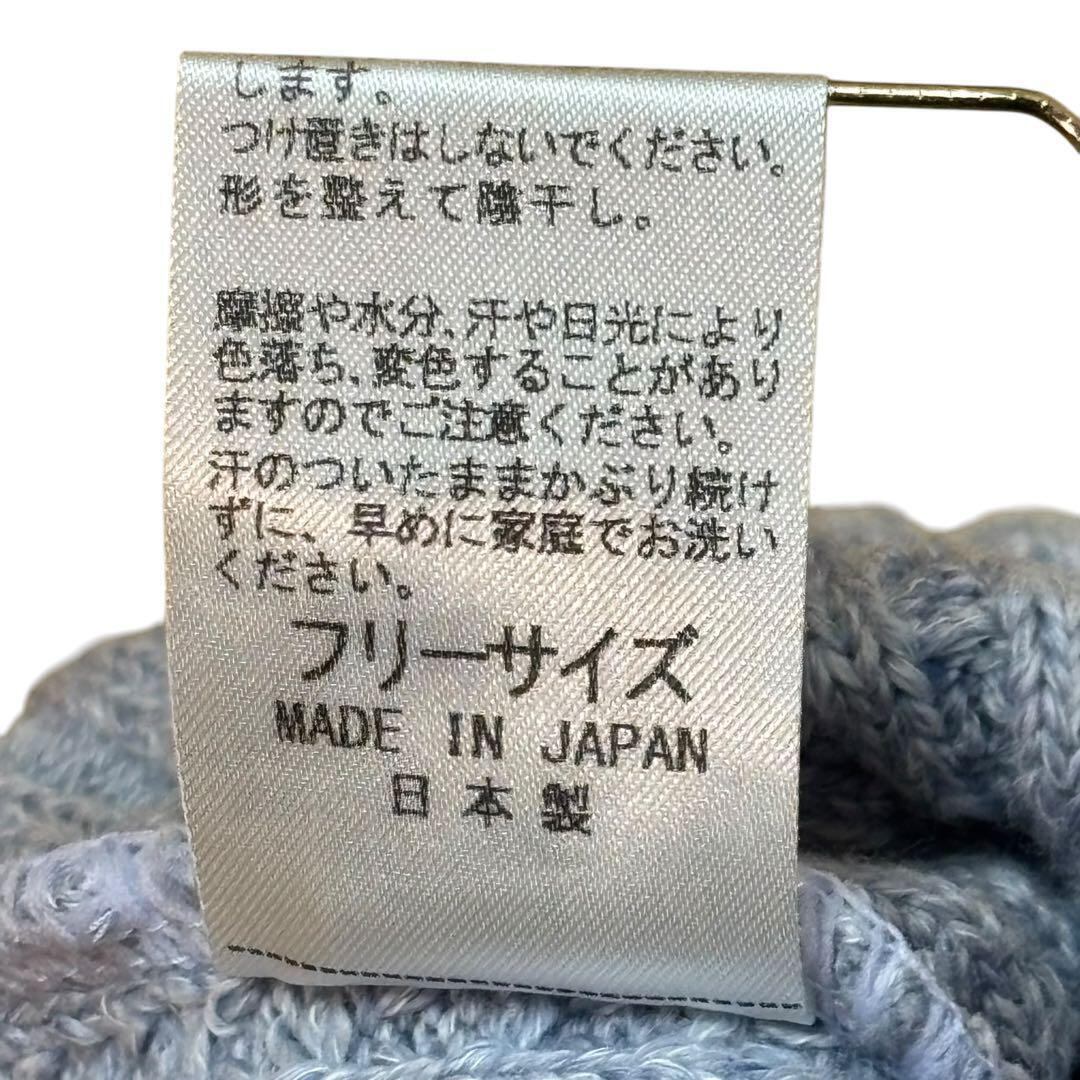 します。
つけ置きはしないでください。
形を整えて陰干し。
摩擦や水分、汗や日光により
色落ち、変色することがあり
ますのでご注意ください。
汗のついたままかぶり続け
ずに、早めに家庭でお洗い
ください。
フリーサイズ
MADE IN JAPAN
日本製